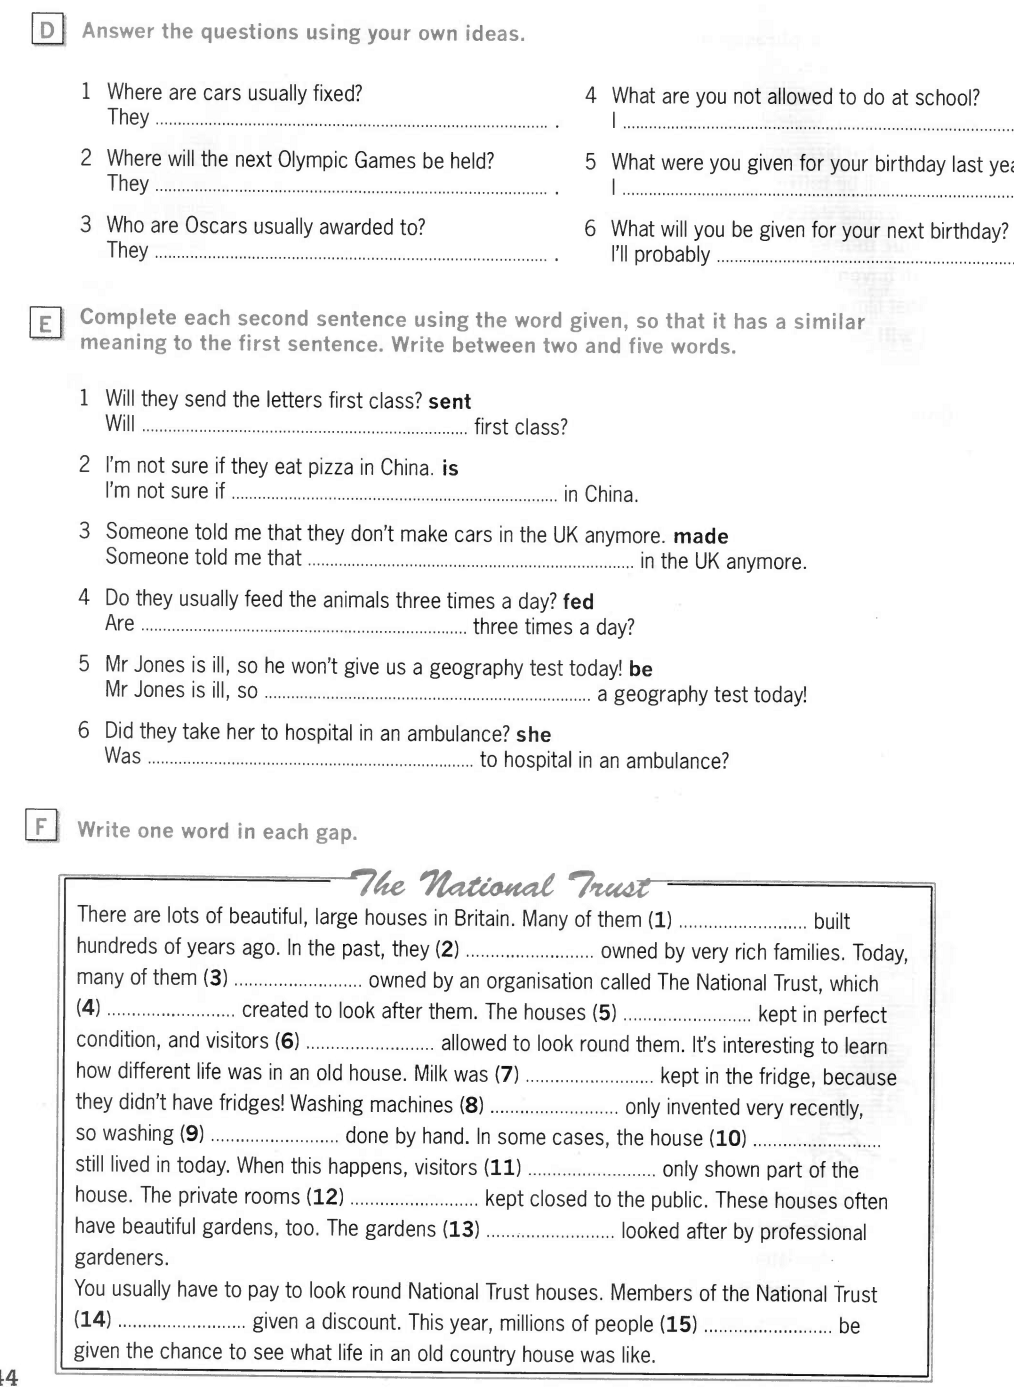 D Answer the questions using your own ideas.
1 Where are cars usually fixed?
They ............................................................ .
2 Where will the next Olympic Games be held?
They ............................................................ .
3 Who are Oscars usually awarded to?
They ............................................................ .
4 What are you not allowed to do at school?
I ............................................................
5 What were you given for your birthday last yea
I ............................................................
6 What will you be given for your next birthday?
I'll probably ............................................................
E Complete each second sentence using the word given, so that it has a similar
meaning to the first sentence. Write between two and five words.
1 Will they send the letters first class? sent
Will ............................................................ first class?
2 I'm not sure if they eat pizza in China. is
I'm not sure if ............................................................ in China.
3 Someone told me that they don't make cars in the UK anymore. made
Someone told me that ............................................................ in the UK anymore.
4 Do they usually feed the animals three times a day? fed
Are ............................................................ three times a day?
5 Mr Jones is ill, so he won't give us a geography test today! be
Mr Jones is ill, so ............................................................ a geography test today!
6 Did they take her to hospital in an ambulance? she
Was ............................................................ to hospital in an ambulance?
F Write one word in each gap.
The National Trust
There are lots of beautiful, large houses in Britain. Many of them (1) .......................... built
hundreds of years ago. In the past, they (2) .......................... owned by very rich families. Today,
many of them (3) .......................... owned by an organisation called The National Trust, which
(4) .......................... created to look after them. The houses (5) .......................... kept in perfect
condition, and visitors (6) .......................... allowed to look round them. It's interesting to learn
how different life was in an old house. Milk was (7) .......................... kept in the fridge, because
they didn't have fridges! Washing machines (8) .......................... only invented very recently,
so washing (9) .......................... done by hand. In some cases, the house (10) ..........................
still lived in today. When this happens, visitors (11) .......................... only shown part of the
house. The private rooms (12) .......................... kept closed to the public. These houses often
have beautiful gardens, too. The gardens (13) .......................... looked after by professional
gardeners.
You usually have to pay to look round National Trust houses. Members of the National Trust
(14) .......................... given a discount. This year, millions of people (15) .......................... be
given the chance to see what life in an old country house was like.
44